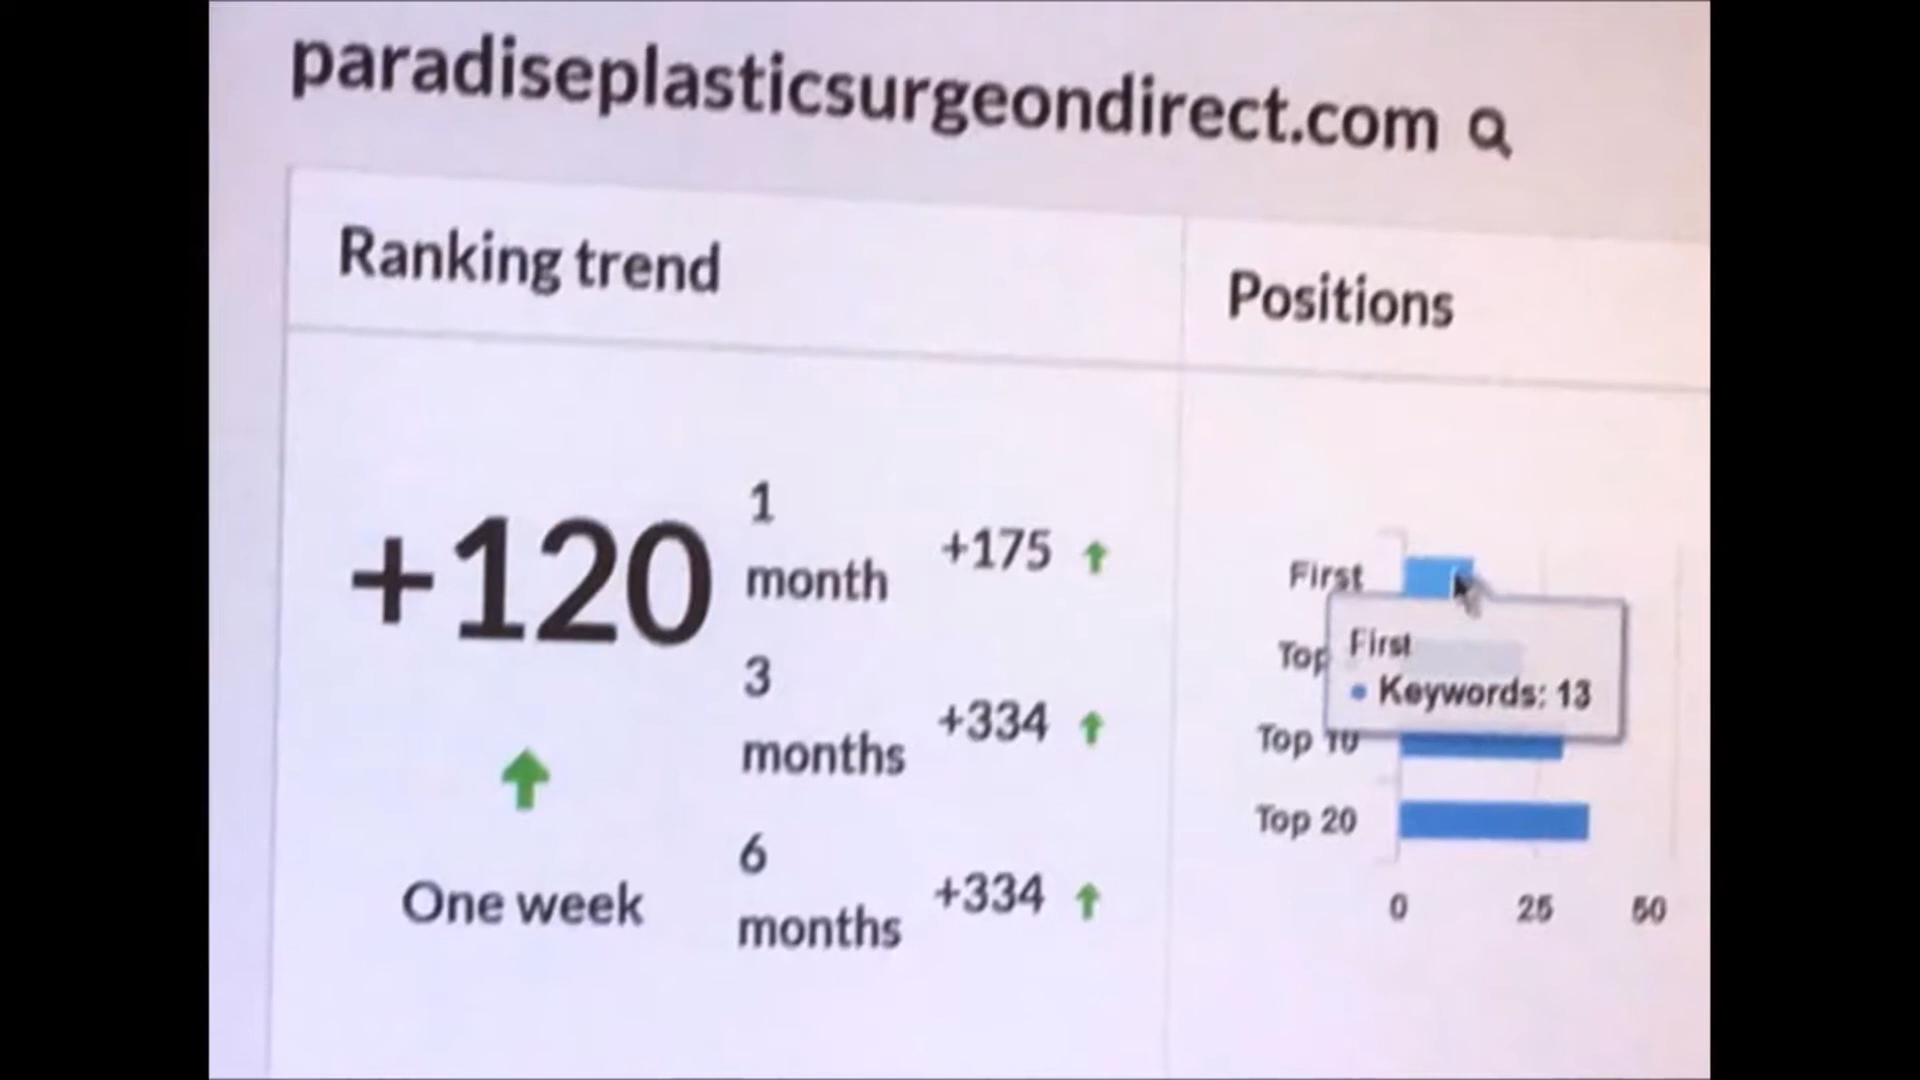 paradiseplasticsurgeondirect.com
Ranking trend
Positions
+120
One week
1
month
+175
3
months
+334
6
months
+334
First
Top
First
Keywords: 13
Top 10
Top 20
0
25
50